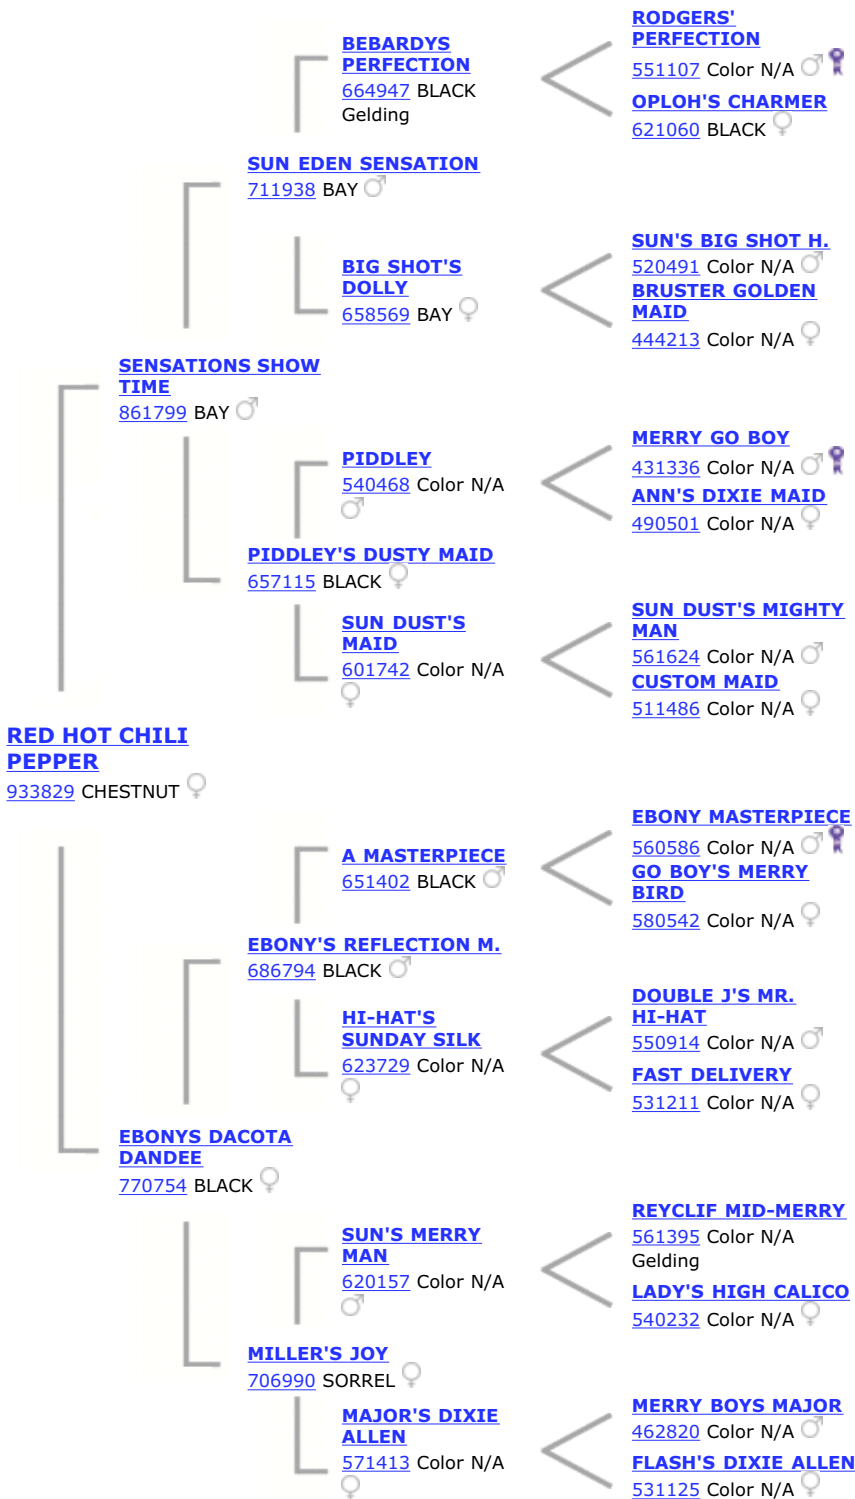 RODGERS'
PERFECTION
551107 Color N/A
BEBARDYS
PERFECTION
664947 BLACK
Gelding
OPLOH'S CHARMER
621060 BLACK
SUN EDEN SENSATION
711938 BAY
SUN'S BIG SHOT H.
520491 Color N/A
BIG SHOT'S
DOLLY
658569 BAY
BRUSTER GOLDEN
MAID
444213 Color N/A
SENSATIONS SHOW
TIME
861799 BAY
MERRY GO BOY
431336 Color N/A
PIDDLEY
540468 Color N/A
ANN'S DIXIE MAID
490501 Color N/A
PIDDLEY'S DUSTY MAID
657115 BLACK
SUN DUST'S MIGHTY
MAN
561624 Color N/A
SUN DUST'S
MAID
601742 Color N/A
CUSTOM MAID
511486 Color N/A
RED HOT CHILI
PEPPER
933829 CHESTNUT
EBONY MASTERPIECE
560586 Color N/A
A MASTERPIECE
651402 BLACK
GO BOY'S MERRY
BIRD
580542 Color N/A
EBONY'S REFLECTION M.
686794 BLACK
DOUBLE J'S MR.
HI-HAT
550914 Color N/A
HI-HAT'S
SUNDAY SILK
623729 Color N/A
FAST DELIVERY
531211 Color N/A
EBONYS DACOTA
DANDEE
770754 BLACK
REYCLIF MID-MERRY
561395 Color N/A
Gelding
SUN'S MERRY
MAN
620157 Color N/A
LADY'S HIGH CALICO
540232 Color N/A
MILLER'S JOY
706990 SORREL
MERRY BOYS MAJOR
462820 Color N/A
MAJOR'S DIXIE
ALLEN
571413 Color N/A
FLASH'S DIXIE ALLEN
531125 Color N/A